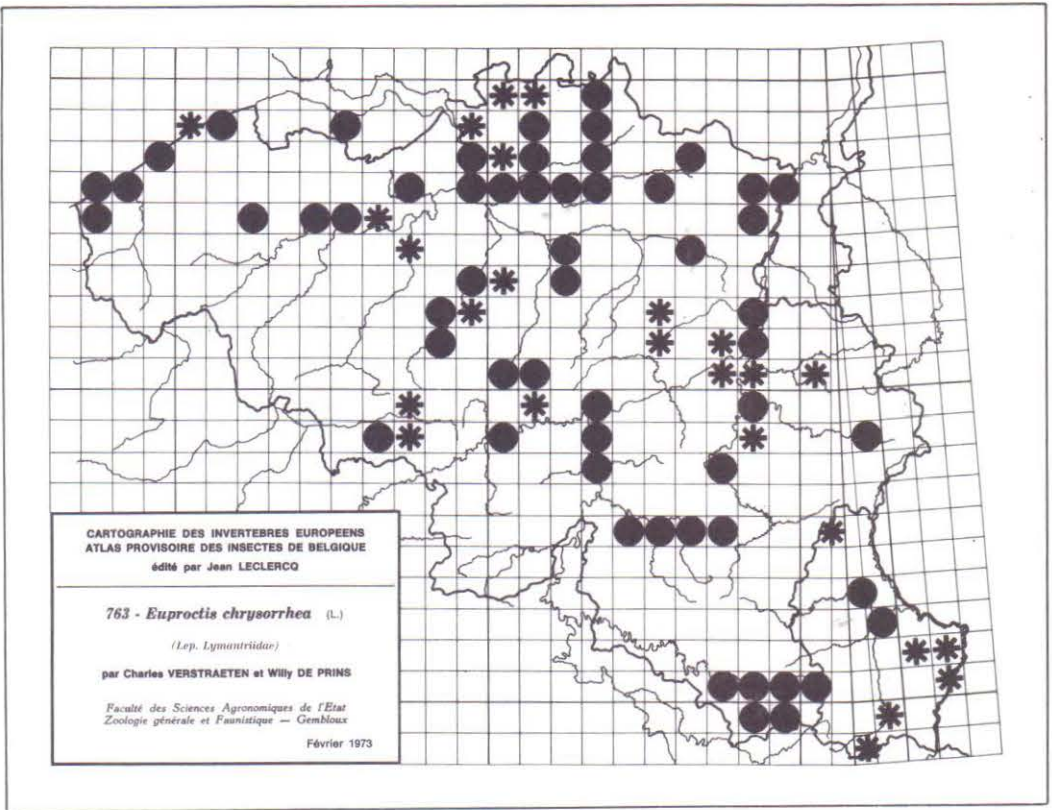 CARTOGRAPHIE DES INVERTEBRES EUROPEENS
ATLAS PROVISOIRE DES INSECTES DE BELGIQUE
édité par Jean LECLERCQ
763 - Euproctis chrysorrhea (L.)
(Lep. Lymantriidae)
par Charles VERSTRAETEN et Willy DE PRINS
Faculté des Sciences Agronomiques de l'Etat
Zoologie générale et Faunistique — Gembloux
Février 1973